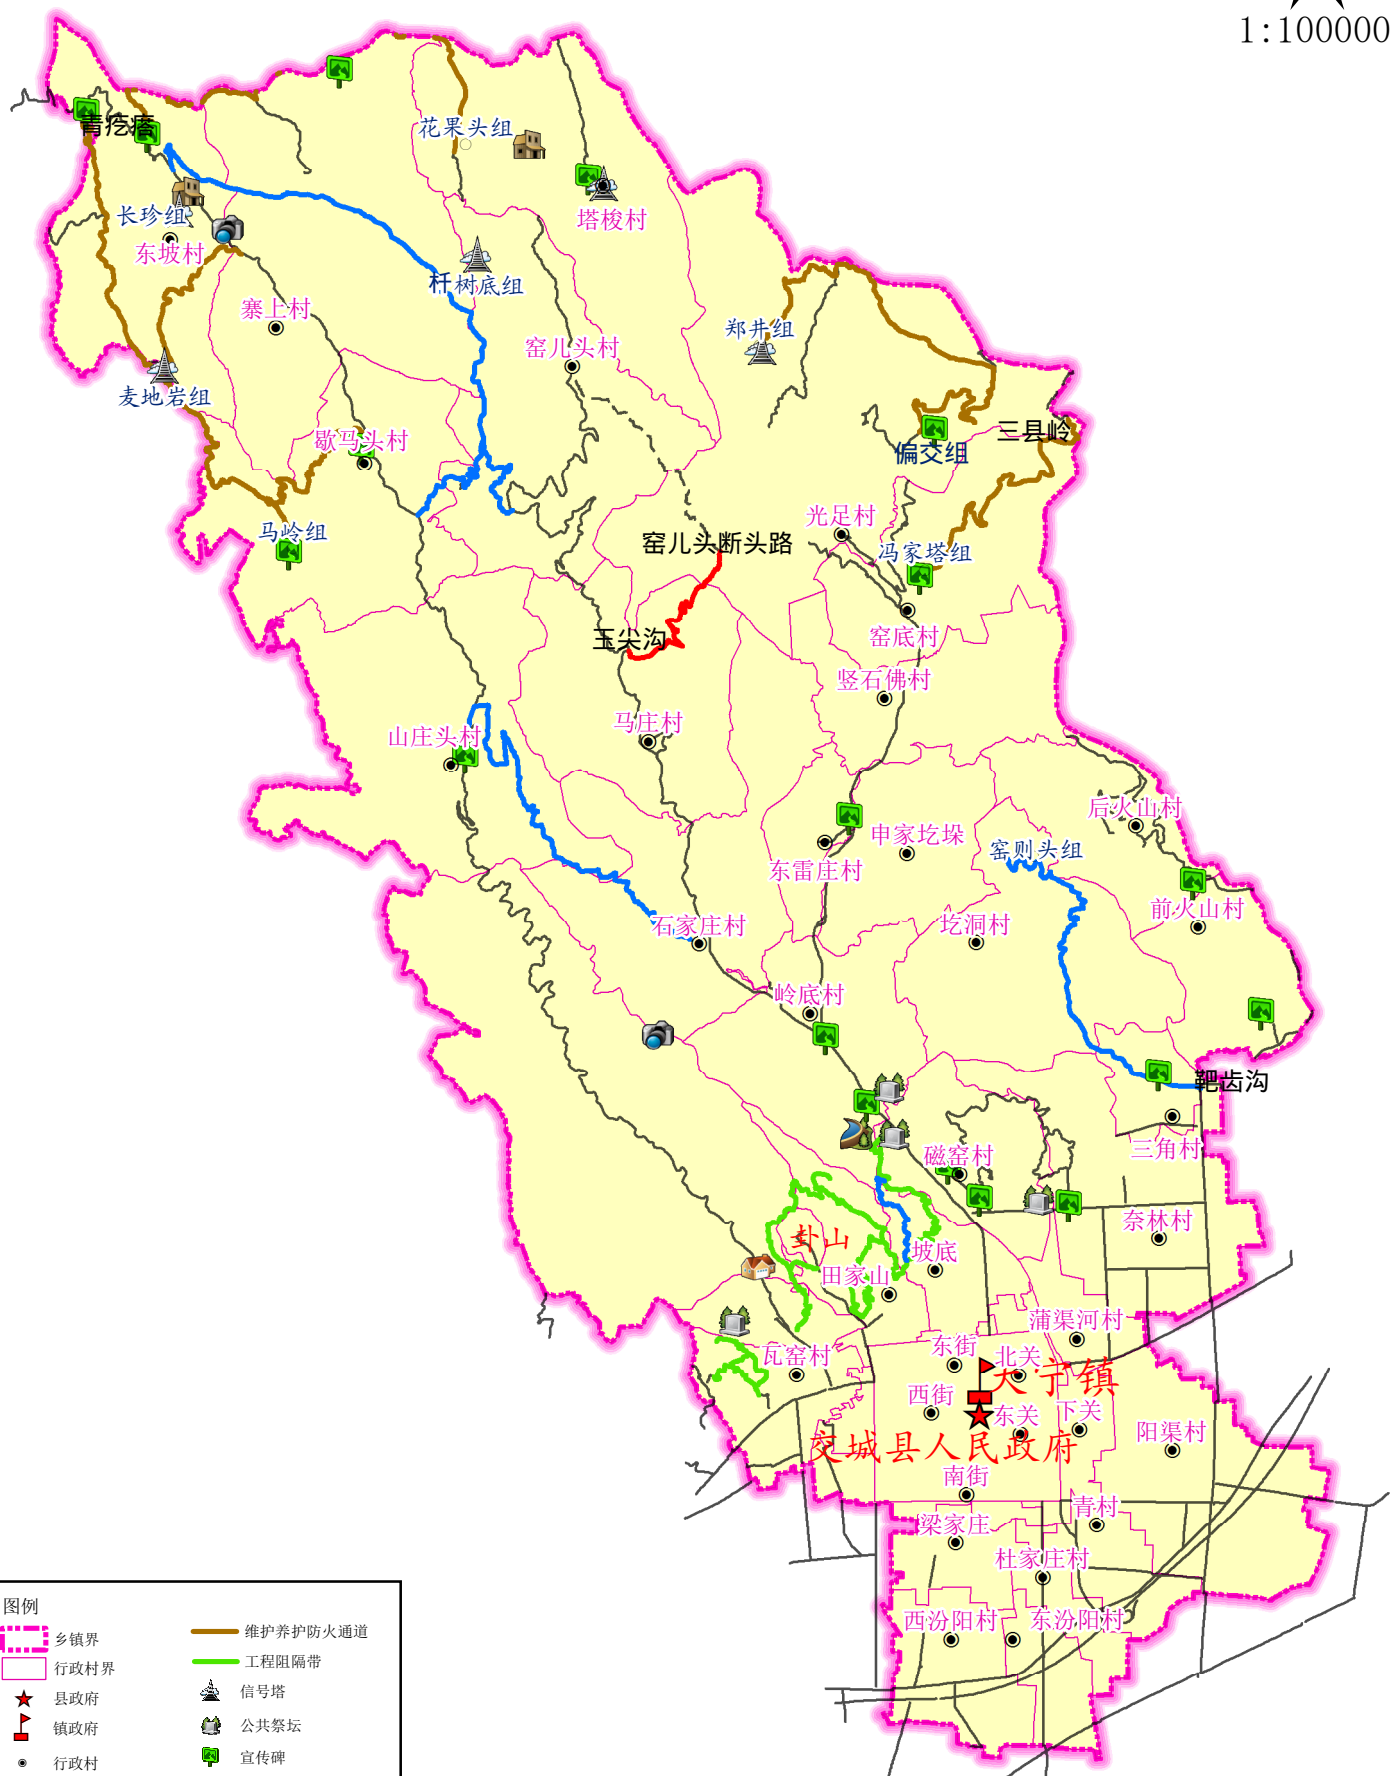 1:100000
青疙瘩
花果头组
长珍组
塔梭村
东坡村
杆树底组
寨上村
郑井组
窑儿头村
麦地岩组
歇马头村
三县岭
偏交组
光足村
马岭组
窑儿头断头路
冯家塔组
玉尖沟
窑底村
竖石佛村
马庄村
山庄头村
后火山村
申家圪垛
窑则头组
东雷庄村
前火山村
石家庄村
圪洞村
岭底村
靶齿沟
三角村
磁窑村
奈林村
卦山
坡底
田家山
蒲渠河村
东街
北关
瓦窑村
天宁镇
西街
东关
下关
阳渠村
交城县人民政府
南街
青村
梁家庄
杜家庄村
西汾阳村
东汾阳村
图例
乡镇界
维护养护防火通道
行政村界
工程阻隔带
县政府
信号塔
镇政府
公共祭坛
行政村
宣传碑